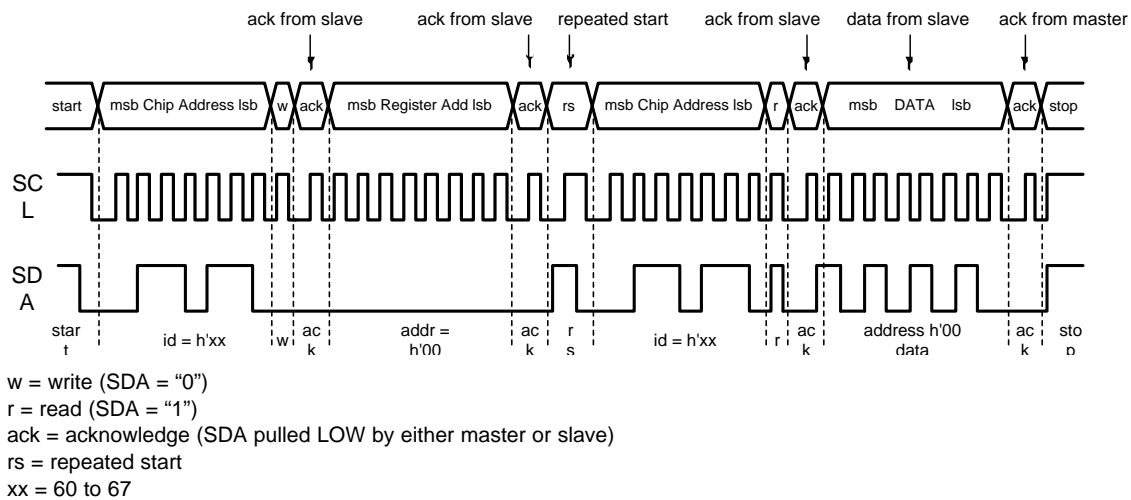 ack from slave ack from slave repeated start ack from slave data from slave ack from master
start msb Chip Address lsb w ack msb Register Add lsb ack rs msb Chip Address lsb r ack msb DATA lsb ack stop
SC
L
SD
A
star ac addr = ac r ac address h'00 ac sto
t id = h'xx w k h'00 k s id = h'xx r k data k p
w = write (SDA = “0”)
r = read (SDA = “1”)
ack = acknowledge (SDA pulled LOW by either master or slave)
rs = repeated start
xx = 60 to 67